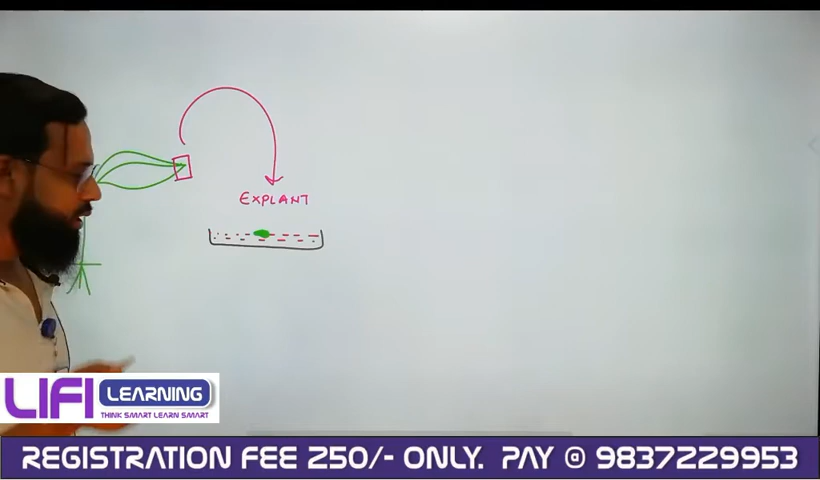 EXPLANT
LIFI LEARNING
THINK SMART LEARN SMART
REGISTRATION FEE 250/- ONLY. PAY @ 9837229953